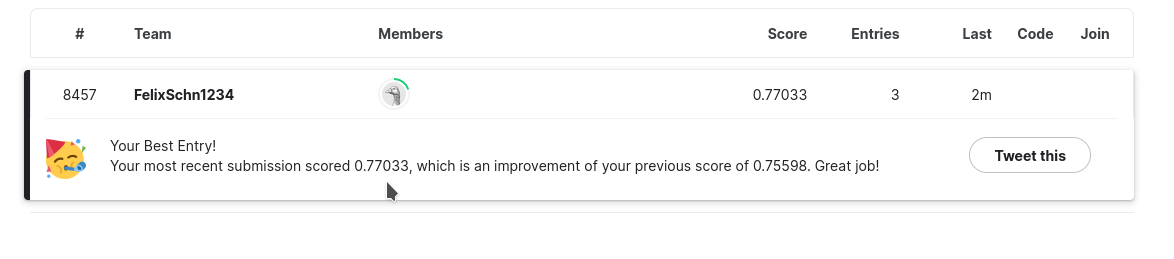 # Team Members Score Entries Last Code Join
8457 FelixSchn1234 0.77033 3 2m
Your Best Entry!
Your most recent submission scored 0.77033, which is an improvement of your previous score of 0.75598. Great job!
Tweet this